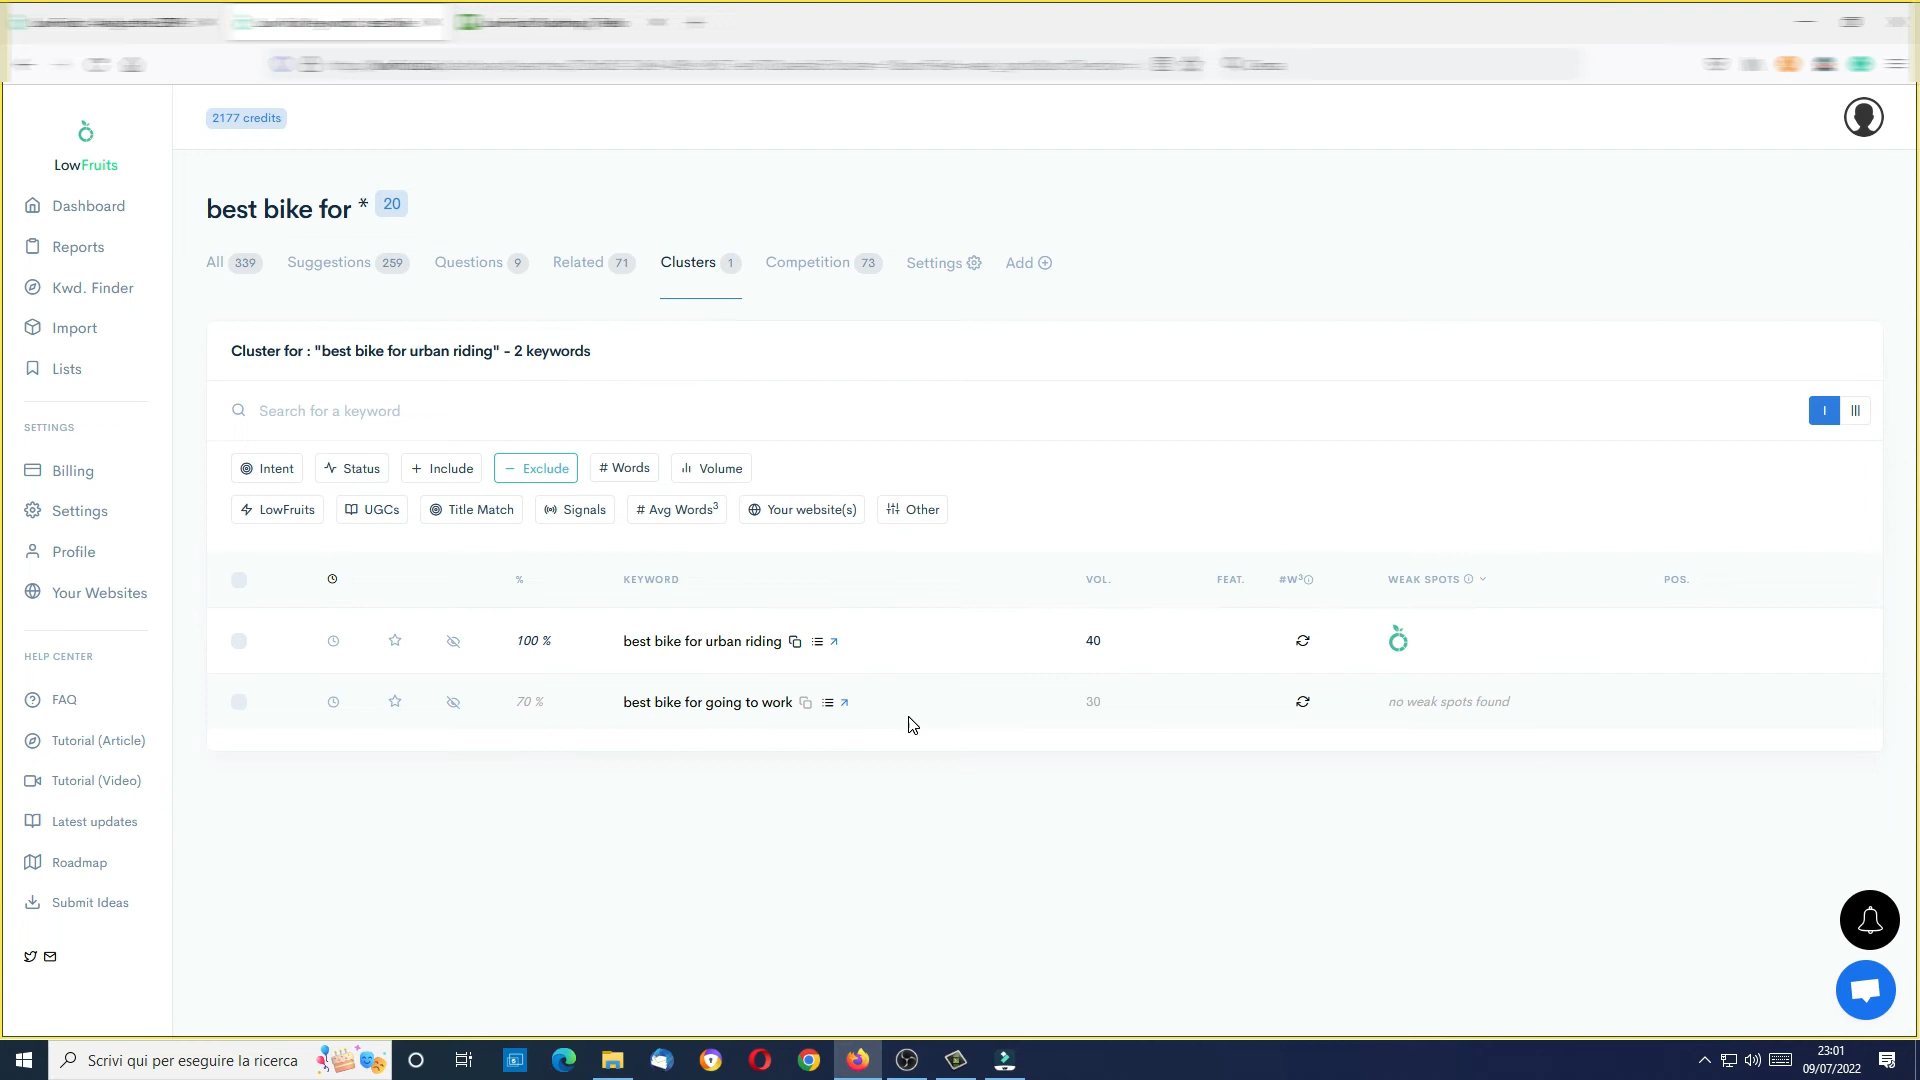 2177 credits
LowFruits
Dashboard
Reports
Kwd. Finder
Import
Lists
SETTINGS
Billing
Settings
Profile
Your Websites
HELP CENTER
FAQ
Tutorial (Article)
Tutorial (Video)
Latest updates
Roadmap
Submit Ideas
best bike for * 20
All 339 Suggestions 259 Questions 9 Related 71 Clusters 1 Competition 73 Settings Add
Cluster for : "best bike for urban riding" - 2 keywords
Search for a keyword
Intent Status + Include − Exclude # Words Volume
LowFruits UGCs Title Match Signals # Avg Words³ Your website(s) Other
% KEYWORD VOL. FEAT. #W³ WEAK SPOTS POS.
100 % best bike for urban riding 40
70 % best bike for going to work 30 no weak spots found
Scrivi qui per eseguire la ricerca
23:01
09/07/2022